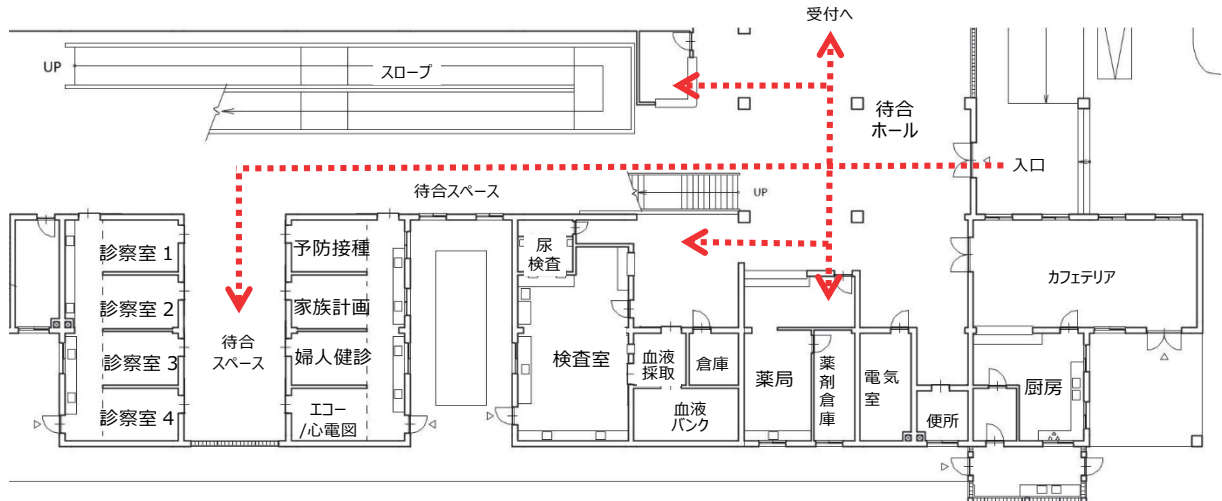 受付へ
UP
スロープ
待合
ホール
入口
待合スペース
UP
診察室 1
予防接種
尿
検査
診察室 2
家族計画
カフェテリア
診察室 3
待合
スペース
婦人健診
検査室
血液
採取
倉庫
薬局
薬
剤
倉
庫
電気
室
厨房
診察室 4
エコー
/心電図
血液
バンク
便所